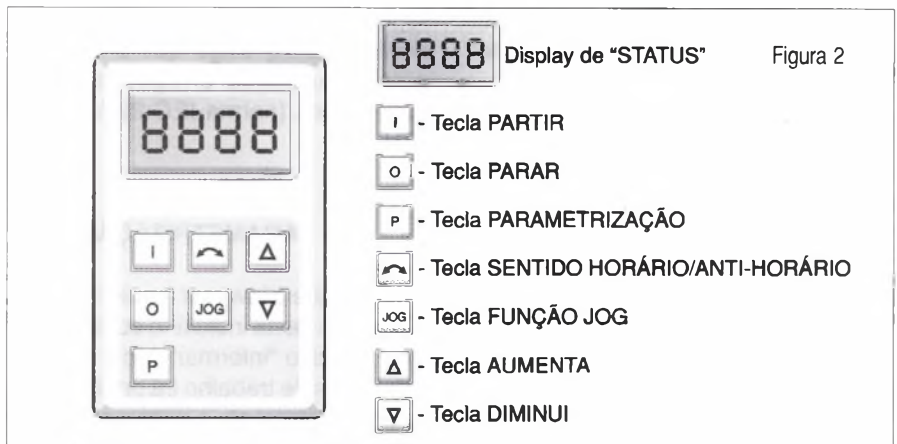 8888 Display de "STATUS" Figura 2
8888
I - Tecla PARTIR
O - Tecla PARAR
P - Tecla PARAMETRIZAÇÃO
- Tecla SENTIDO HORÁRIO/ANTI-HORÁRIO
I
JOG - Tecla FUNÇÃO JOG
O JOG
- Tecla AUMENTA
P
- Tecla DIMINUI